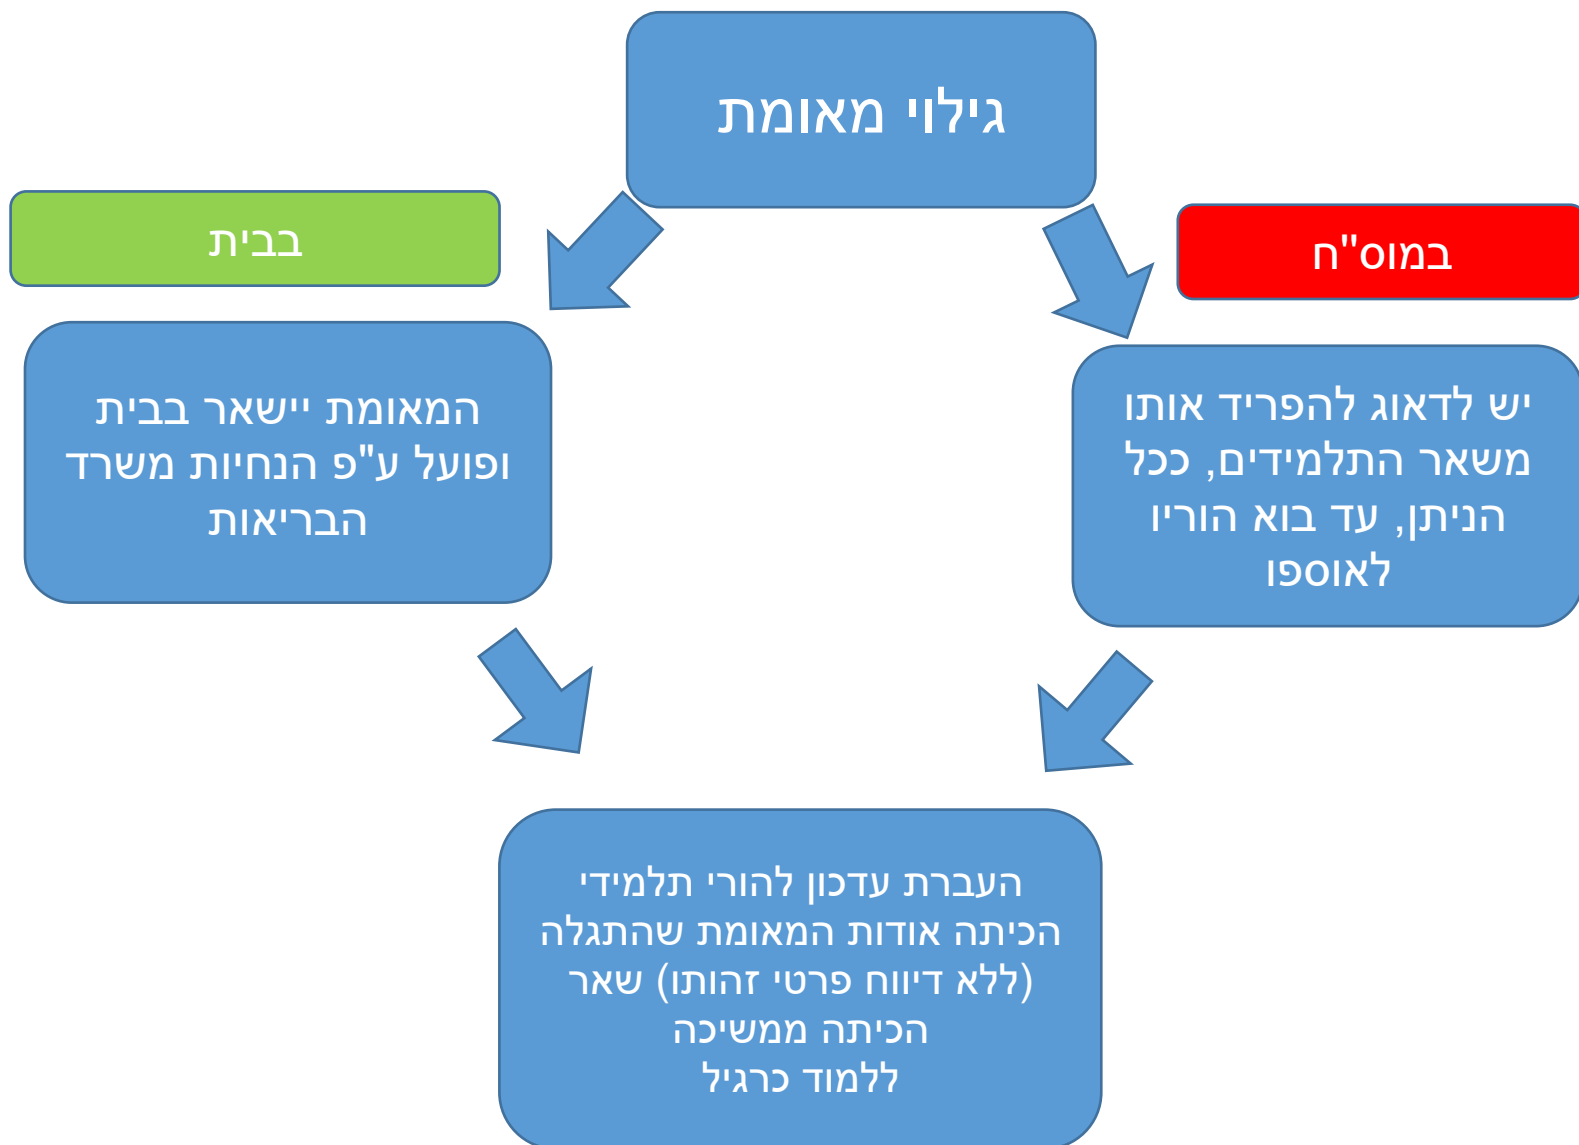 גילוי מאומת
במוס"ח
יש לדאוג להפריד אותו
משאר התלמידים, ככל
הניתן, עד בוא הוריו
לאוספו
בבית
המאומת יישאר בבית
ופועל ע"פ הנחיות משרד
הבריאות
העברת עדכון להורי תלמידי
הכיתה אודות המאומת שהתגלה
(ללא דיווח פרטי זהותו) שאר
הכיתה ממשיכה
ללמוד כרגיל